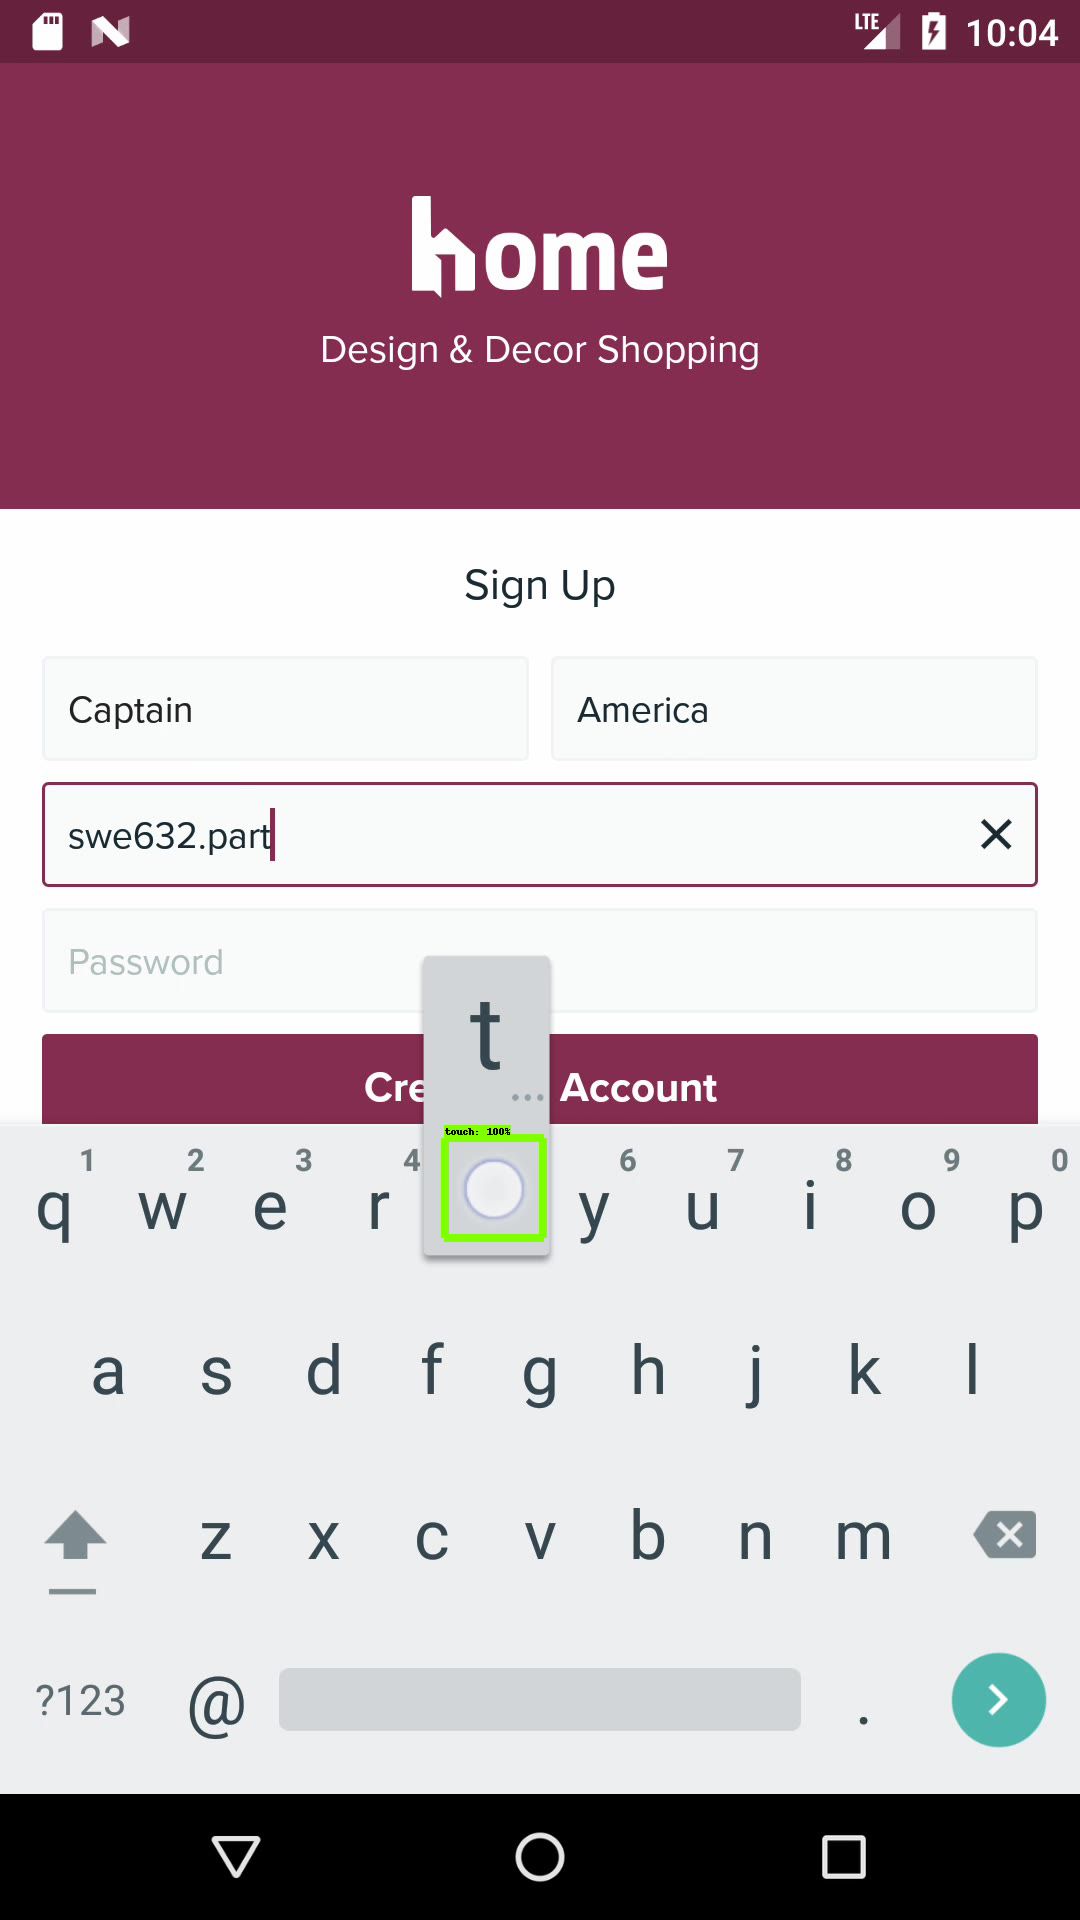 LTE 10:04
home
Design & Decor Shopping
Sign Up
Captain America
swe632.part
Password
t
...
Cre Account
touch: 100%
1 2 3 4 6 7 8 9 0
q w e r y u i o p
a s d f g h j k l
z x c v b n m
?123 @ .